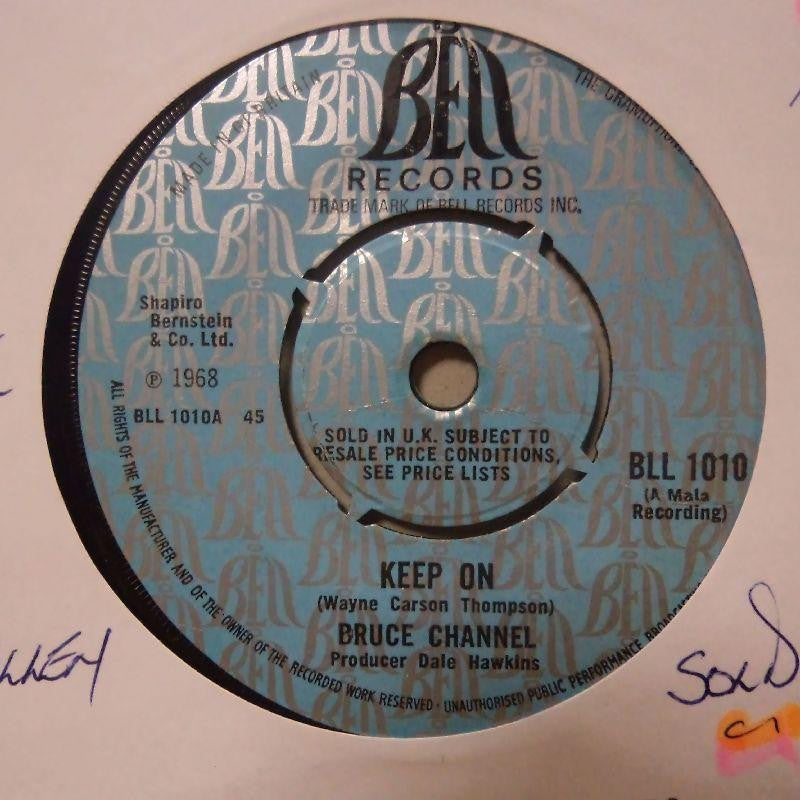 BELL
RECORDS
TRADE MARK OF BELL RECORDS INC.
MADE IN GT. BRITAIN
THE GRAMOPHONE
Shapiro
Bernstein
& Co. Ltd.
℗ 1968
BLL 1010A 45
SOLD IN U.K. SUBJECT TO
RESALE PRICE CONDITIONS,
SEE PRICE LISTS
BLL 1010
(A Mala
Recording)
KEEP ON
(Wayne Carson Thompson)
BRUCE CHANNEL
Producer Dale Hawkins
ALL RIGHTS OF THE MANUFACTURER AND OF THE OWNER OF THE RECORDED WORK RESERVED · UNAUTHORISED PUBLIC PERFORMANCE
SOLD